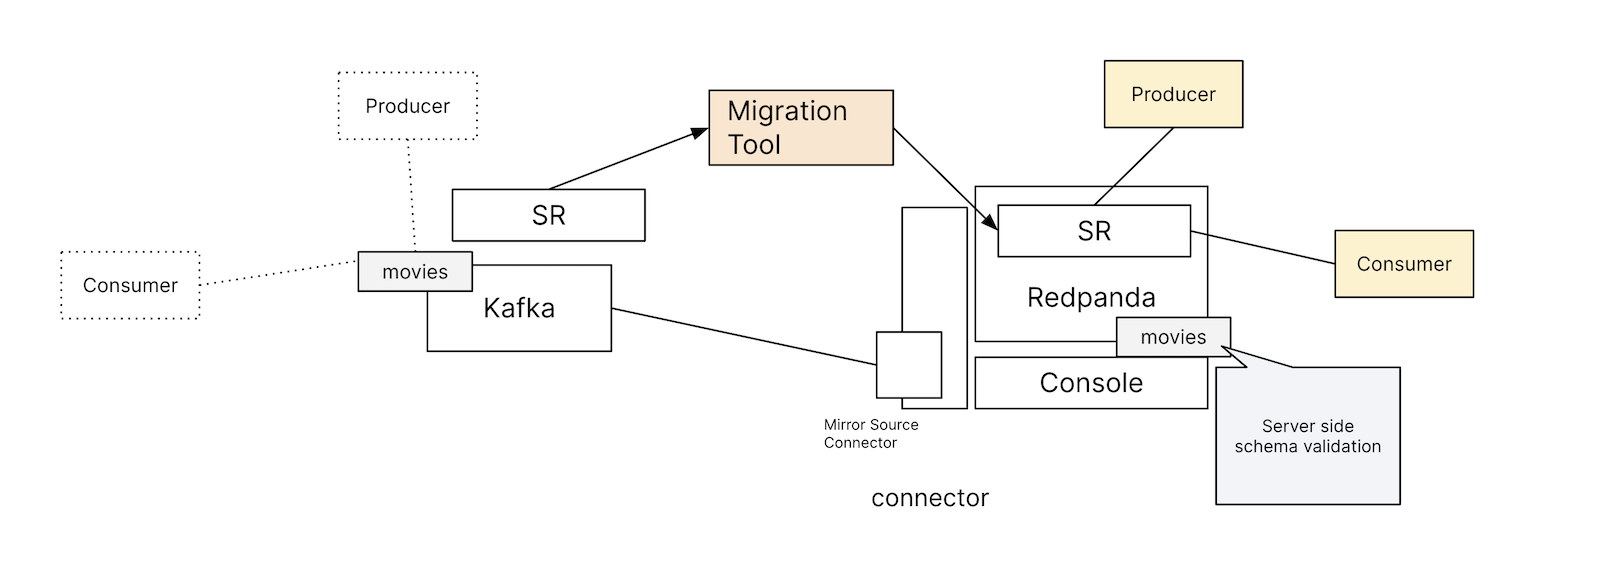 Producer
Migration
Tool
Producer
SR
SR
movies
Consumer
Kafka
Consumer
Redpanda
movies
Console
Mirror Source
Connector
Server side
schema validation
connector